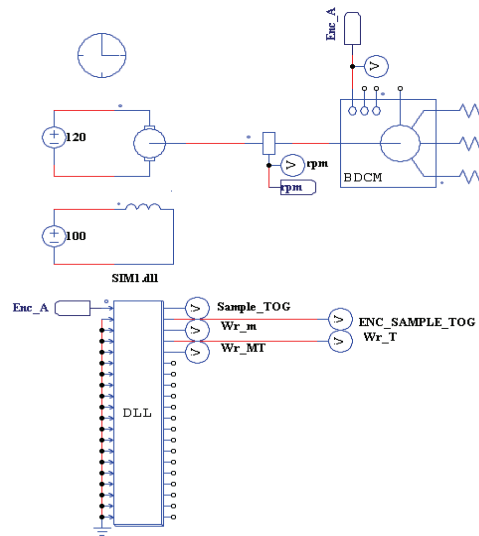 Enc_A
V
120
V
rpm
rpm
BDCM
100
SIM1.dll
Enc_A
V
Sample_TOG
V
ENC_SAMPLE_TOG
V
Wr_m
V
Wr_T
V
Wr_MT
DLL